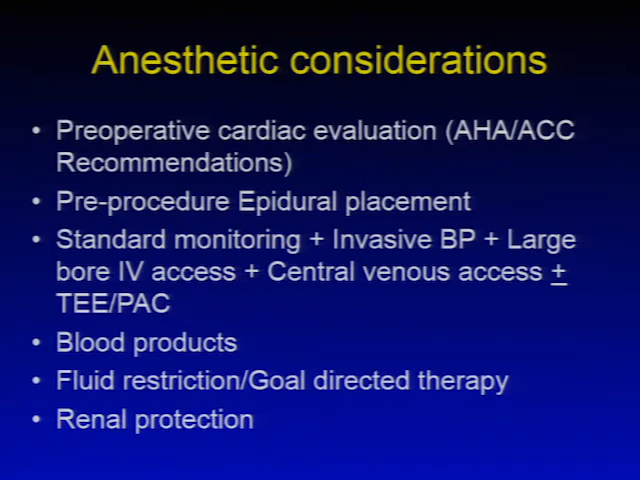 Anesthetic considerations
• Preoperative cardiac evaluation (AHA/ACC
Recommendations)
• Pre-procedure Epidural placement
• Standard monitoring + Invasive BP + Large
bore IV access + Central venous access ±
TEE/PAC
• Blood products
• Fluid restriction/Goal directed therapy
• Renal protection